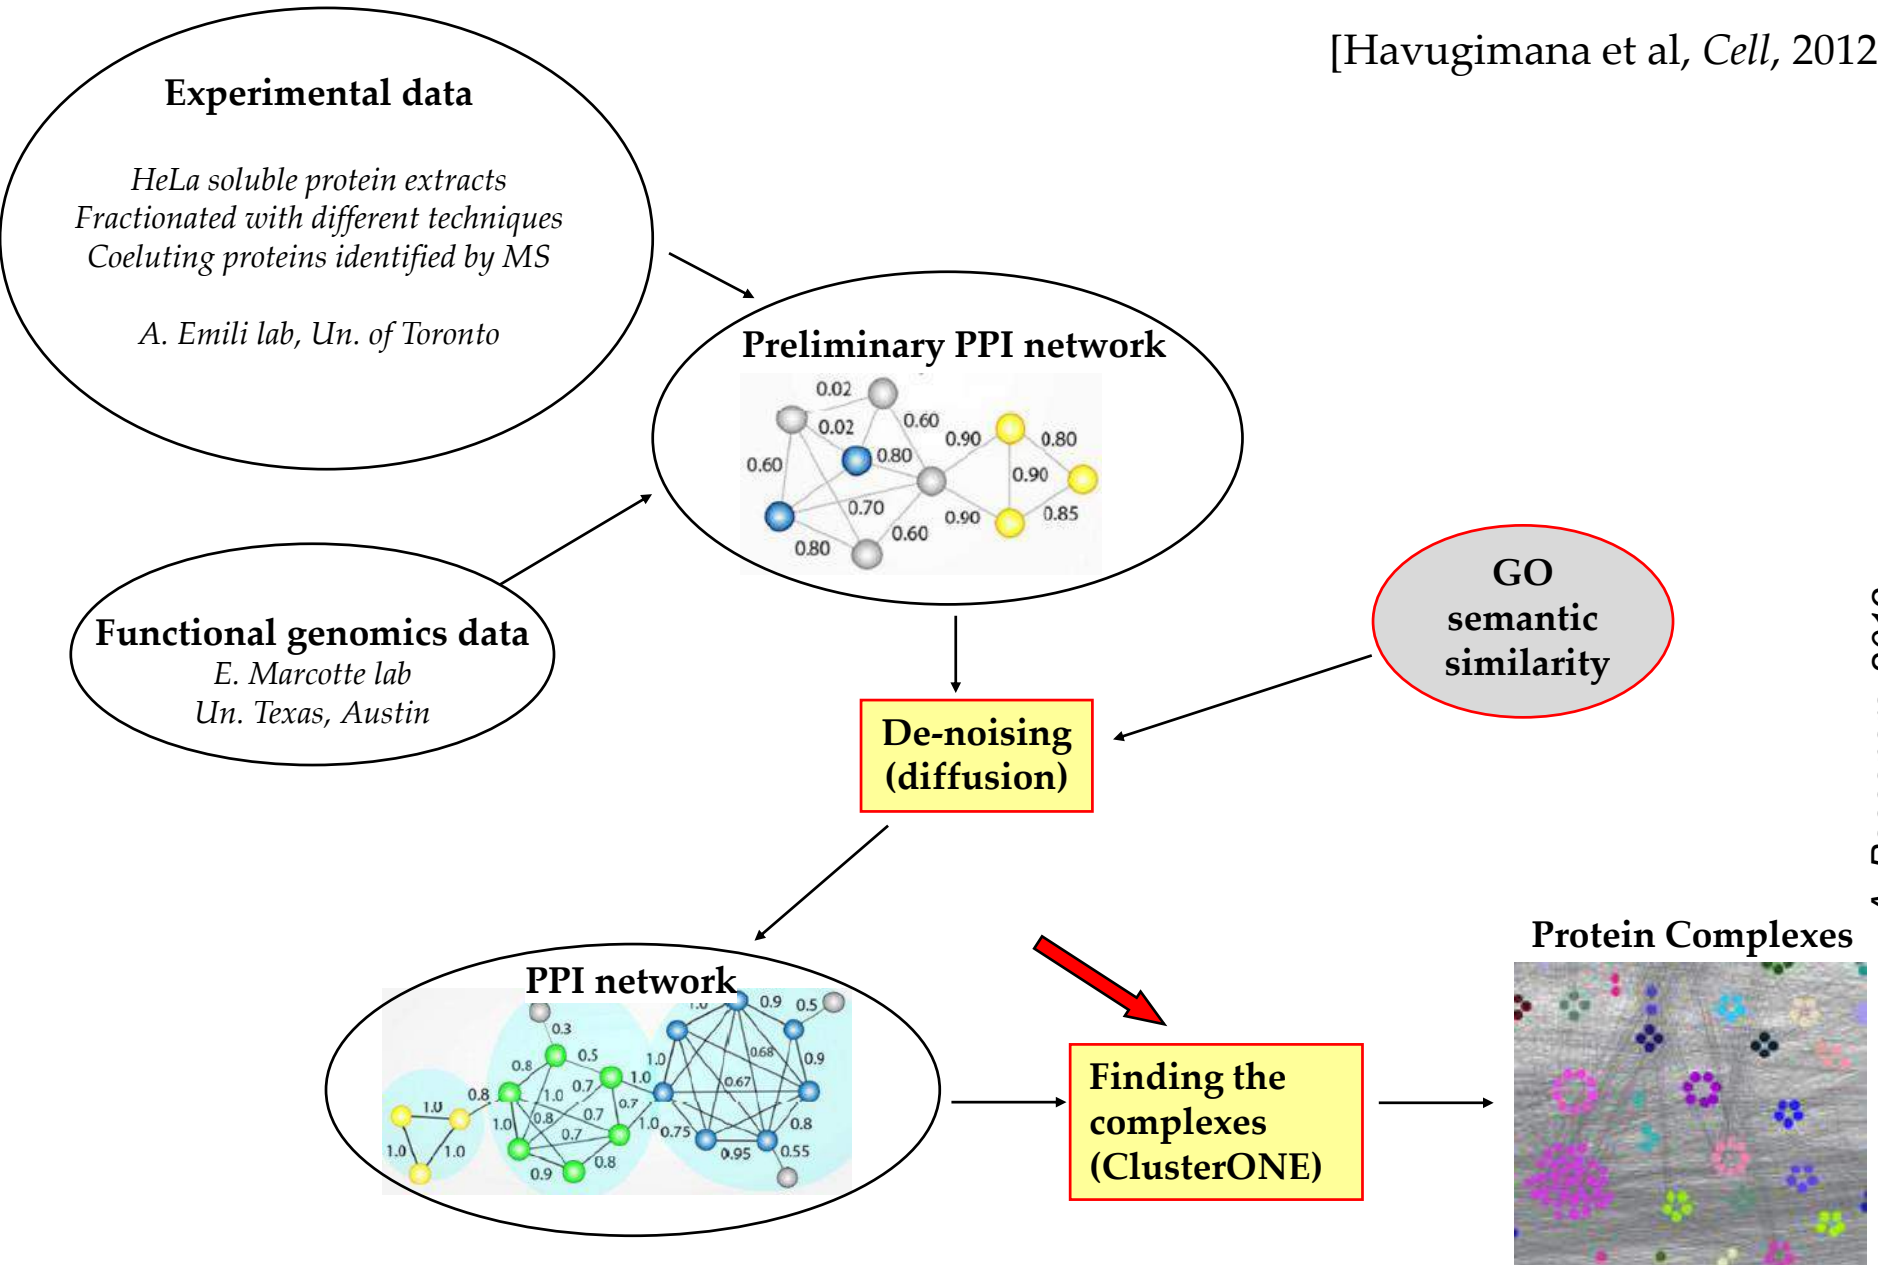 [Havugimana et al, Cell, 2012
Experimental data
HeLa soluble protein extracts
Fractionated with different techniques
Coeluting proteins identified by MS
A. Emili lab, Un. of Toronto
Preliminary PPI network
0.02
0.02
0.60
0.90
0.80
0.60
0.80
0.90
0.70
0.90
0.85
0.60
0.80
Functional genomics data
E. Marcotte lab
Un. Texas, Austin
GO
semantic
similarity
De-noising
(diffusion)
PPI network
0.9
0.5
0.3
0.8
0.5
1.0
0.68
0.9
0.8
1.0
0.7
1.0
0.67
1.0
0.8
0.7
0.7
1.0
0.7
1.0
0.75
0.8
1.0
1.0
0.9
0.8
0.95
0.55
Finding the
complexes
(ClusterONE)
Protein Complexes